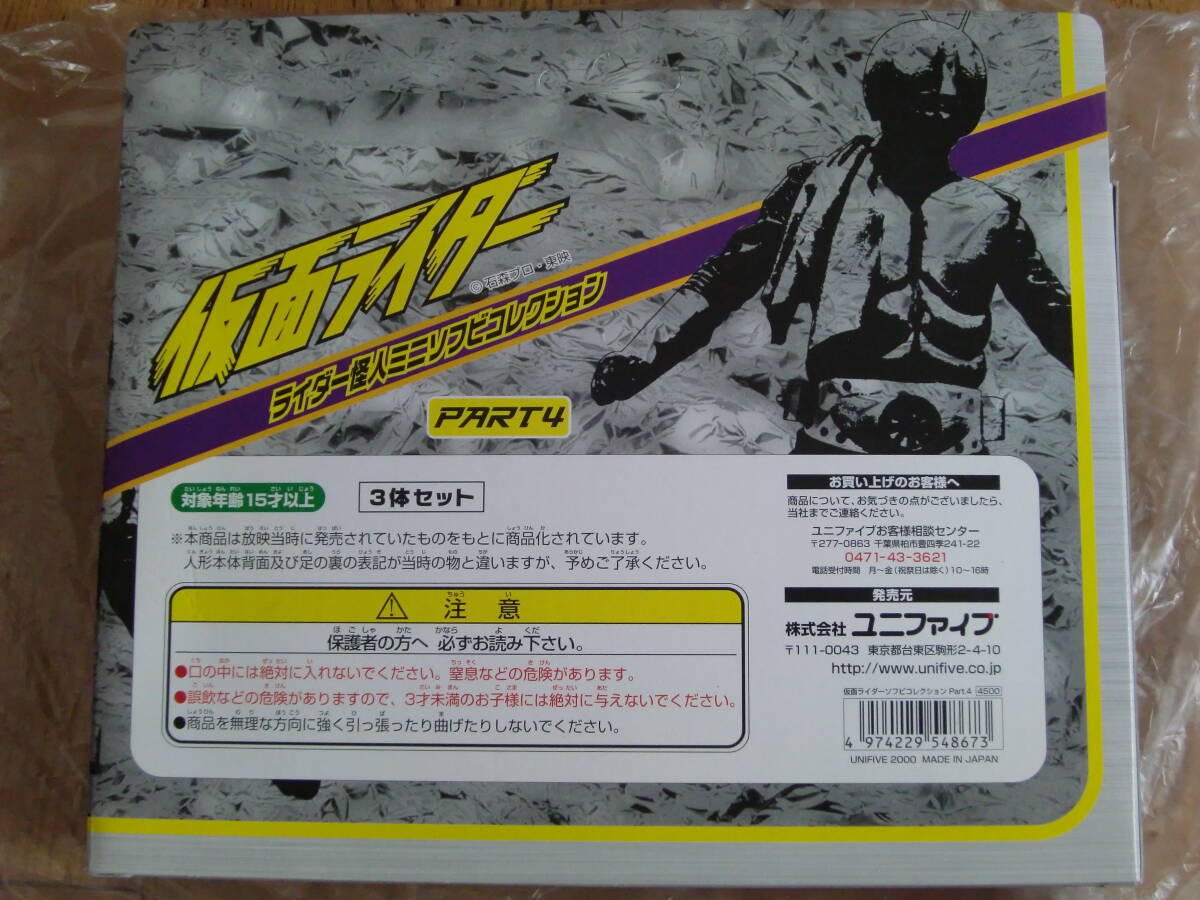 仮面ライダー
©石森プロ・東映
ライダー怪人ミニソフビコレクション
PART4
対象年齢15才以上
3体セット
※本商品は放映当時に発売されていたものをもとに商品化されています。
人形本体背面及び足の裏の表記が当時の物と違いますが、予めご了承ください。
⚠ 注意
保護者の方へ 必ずお読み下さい。
●口の中には絶対に入れないでください。窒息などの危険があります。
●誤飲などの危険がありますので、3才未満のお子様には絶対に与えないでください。
●商品を無理な方向に強く引っ張ったり曲げたりしないでください。
お買い上げのお客様へ
商品について、お気づきの点がございましたら、
当社までご連絡ください。
ユニファイブお客様相談センター
〒277-0863 千葉県柏市豊四季241-22
0471-43-3621
電話受付時間 月〜金(祝祭日は除く)10〜16時
発売元
株式会社 ユニファイブ
〒111-0043 東京都台東区駒形2-4-10
http://www.unifive.co.jp
仮面ライダーソフビコレクション Part.4 4500
4 974229 548673
UNIFIVE 2000 MADE IN JAPAN